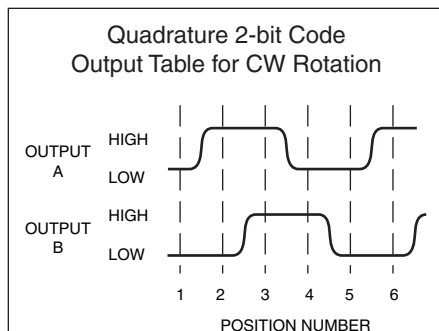 Quadrature 2-bit Code
Output Table for CW Rotation
OUTPUT
A
HIGH
LOW
OUTPUT
B
HIGH
LOW
1 2 3 4 5 6
POSITION NUMBER